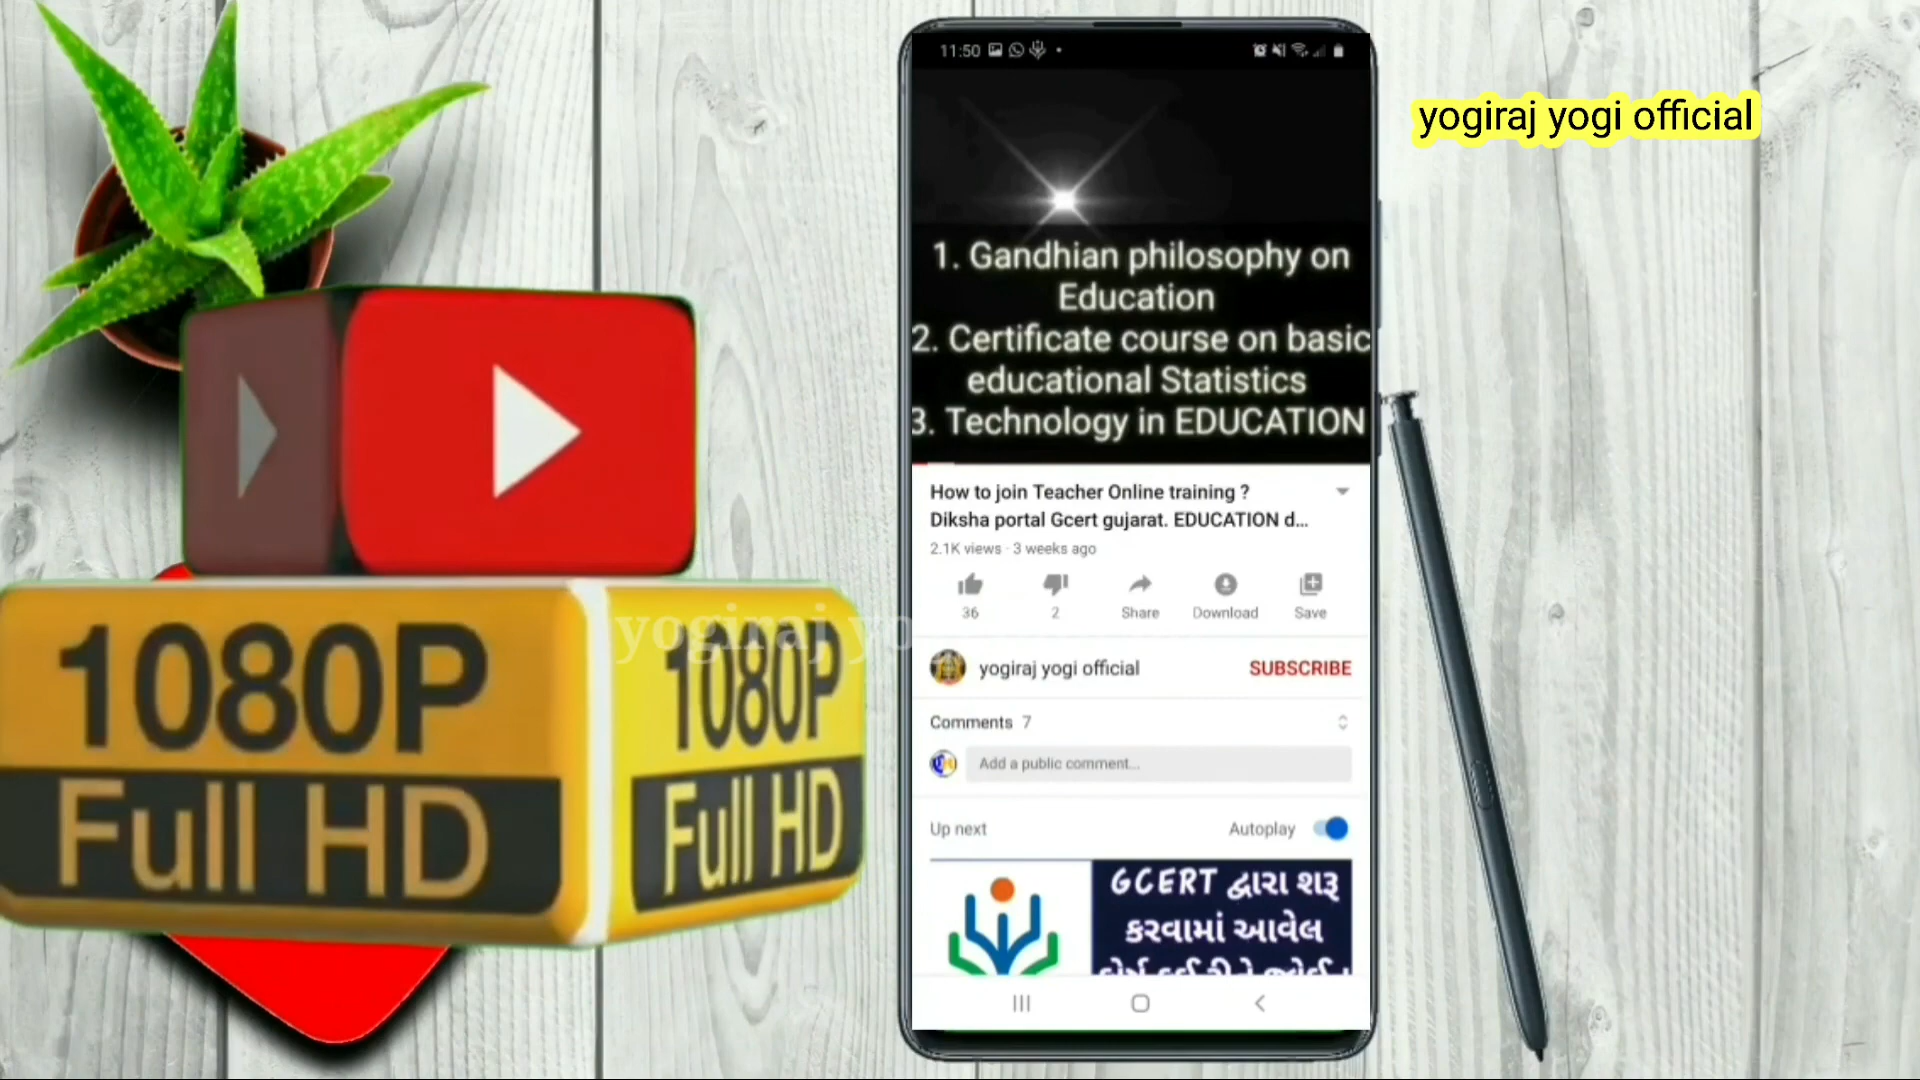 11:50
yogiraj yogi official
1. Gandhian philosophy on
Education
2. Certificate course on basic
educational Statistics
3. Technology in EDUCATION
How to join Teacher Online training ?
Diksha portal Gcert gujarat. EDUCATION d...
2.1K views · 3 weeks ago
36
2
Share
Download
Save
yogiraj yogi official
SUBSCRIBE
Comments 7
Add a public comment...
Up next
Autoplay
GCERT દ્વારા શરૂ
કરવામાં આવેલ
1080P
Full HD
1080P
Full HD
yogiraj yo